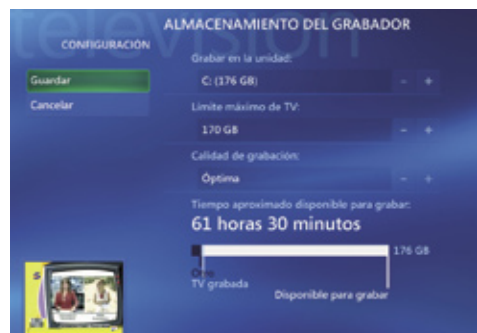 televisión
ALMACENAMIENTO DEL GRABADOR
CONFIGURACIÓN
Guardar
Cancelar
Grabar en la unidad:
C: (176 GB)
- +
Límite máximo de TV:
170 GB
- +
Calidad de grabación:
Óptima
- +
Tiempo aproximado disponible para grabar:
61 horas 30 minutos
176 GB
Otro
TV grabada
Disponible para grabar